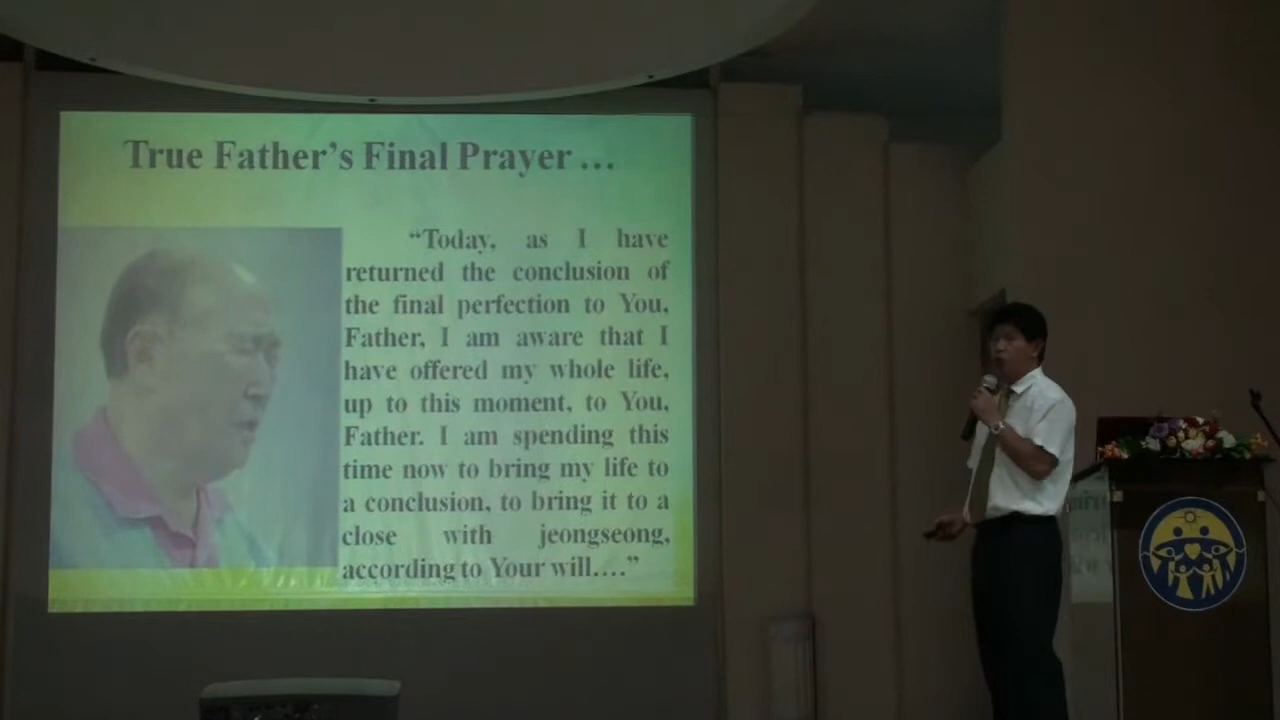 True Father's Final Prayer ...
“Today, as I have
returned the conclusion of
the final perfection to You,
Father, I am aware that I
have offered my whole life,
up to this moment, to You,
Father. I am spending this
time now to bring my life to
a conclusion, to bring it to a
close with jeongseong,
according to Your will....”